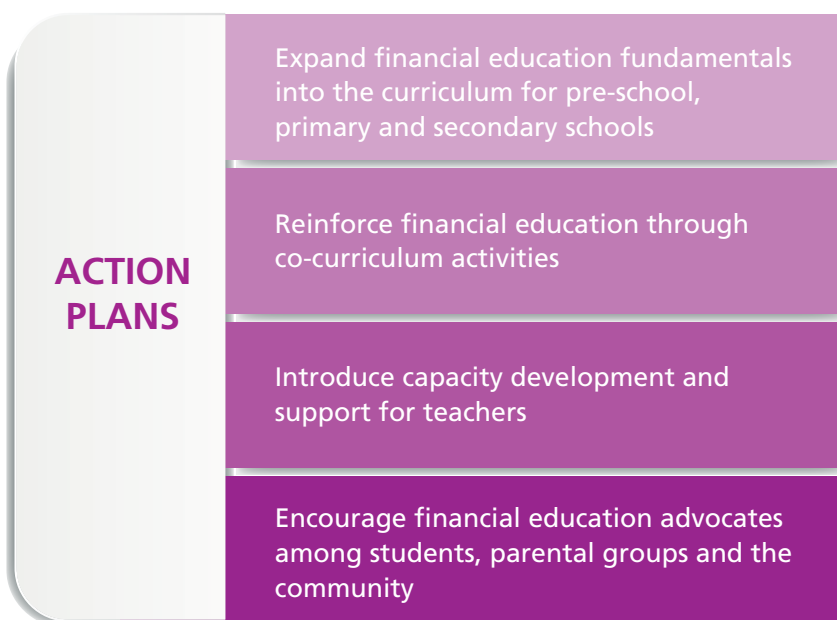 ACTION
PLANS
Expand financial education fundamentals
into the curriculum for pre-school,
primary and secondary schools
Reinforce financial education through
co-curriculum activities
Introduce capacity development and
support for teachers
Encourage financial education advocates
among students, parental groups and the
community